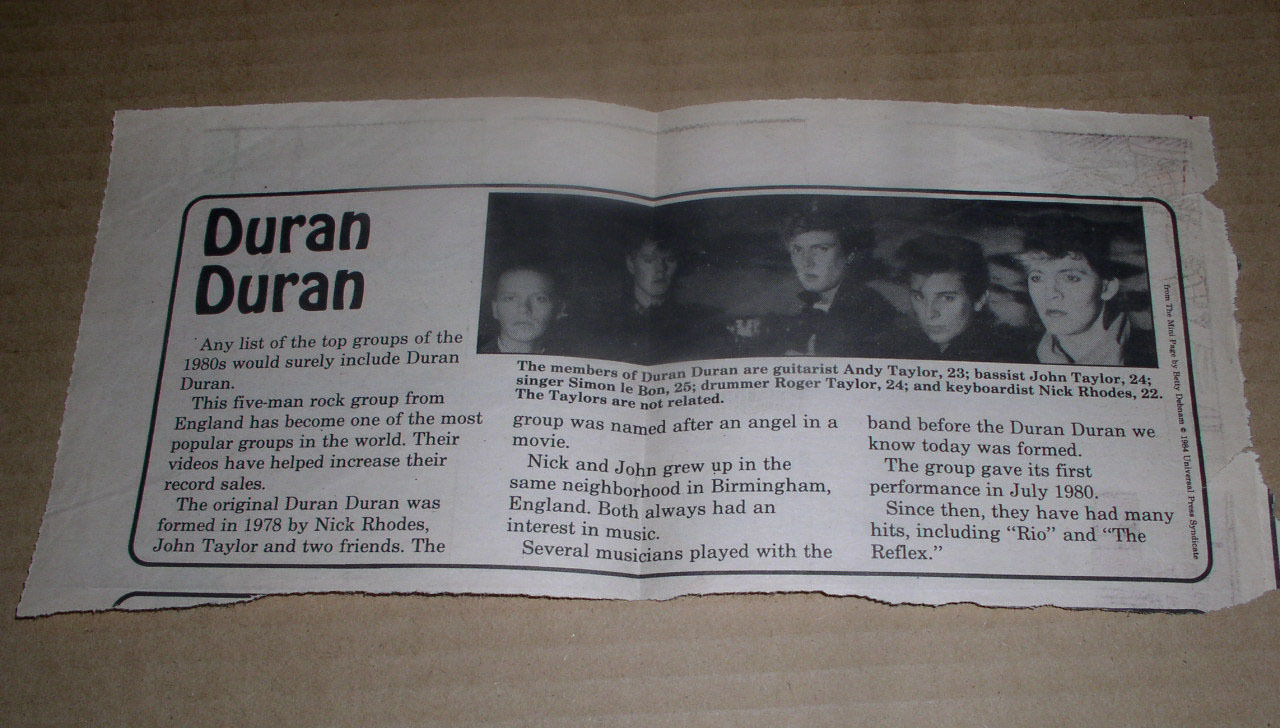 Duran
Duran
Any list of the top groups of the
1980s would surely include Duran
Duran.
This five-man rock group from
England has become one of the most
popular groups in the world. Their
videos have helped increase their
record sales.
The original Duran Duran was
formed in 1978 by Nick Rhodes,
John Taylor and two friends. The
The members of Duran Duran are guitarist Andy Taylor, 23; bassist John Taylor, 24;
singer Simon le Bon, 25; drummer Roger Taylor, 24; and keyboardist Nick Rhodes, 22.
The Taylors are not related.
group was named after an angel in a
movie.
Nick and John grew up in the
same neighborhood in Birmingham,
England. Both always had an
interest in music.
Several musicians played with the
band before the Duran Duran we
know today was formed.
The group gave its first
performance in July 1980.
Since then, they have had many
hits, including "Rio" and "The
Reflex."
from The Mini Page by Betty Debnam © 1984 Universal Press Syndicate